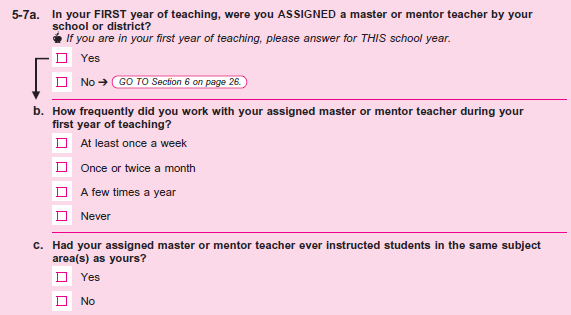 5-7a. In your FIRST year of teaching, were you ASSIGNED a master or mentor teacher by your
school or district?
If you are in your first year of teaching, please answer for THIS school year.
Yes
No ➔ GO TO Section 6 on page 26.
b. How frequently did you work with your assigned master or mentor teacher during your
first year of teaching?
At least once a week
Once or twice a month
A few times a year
Never
c. Had your assigned master or mentor teacher ever instructed students in the same subject
area(s) as yours?
Yes
No